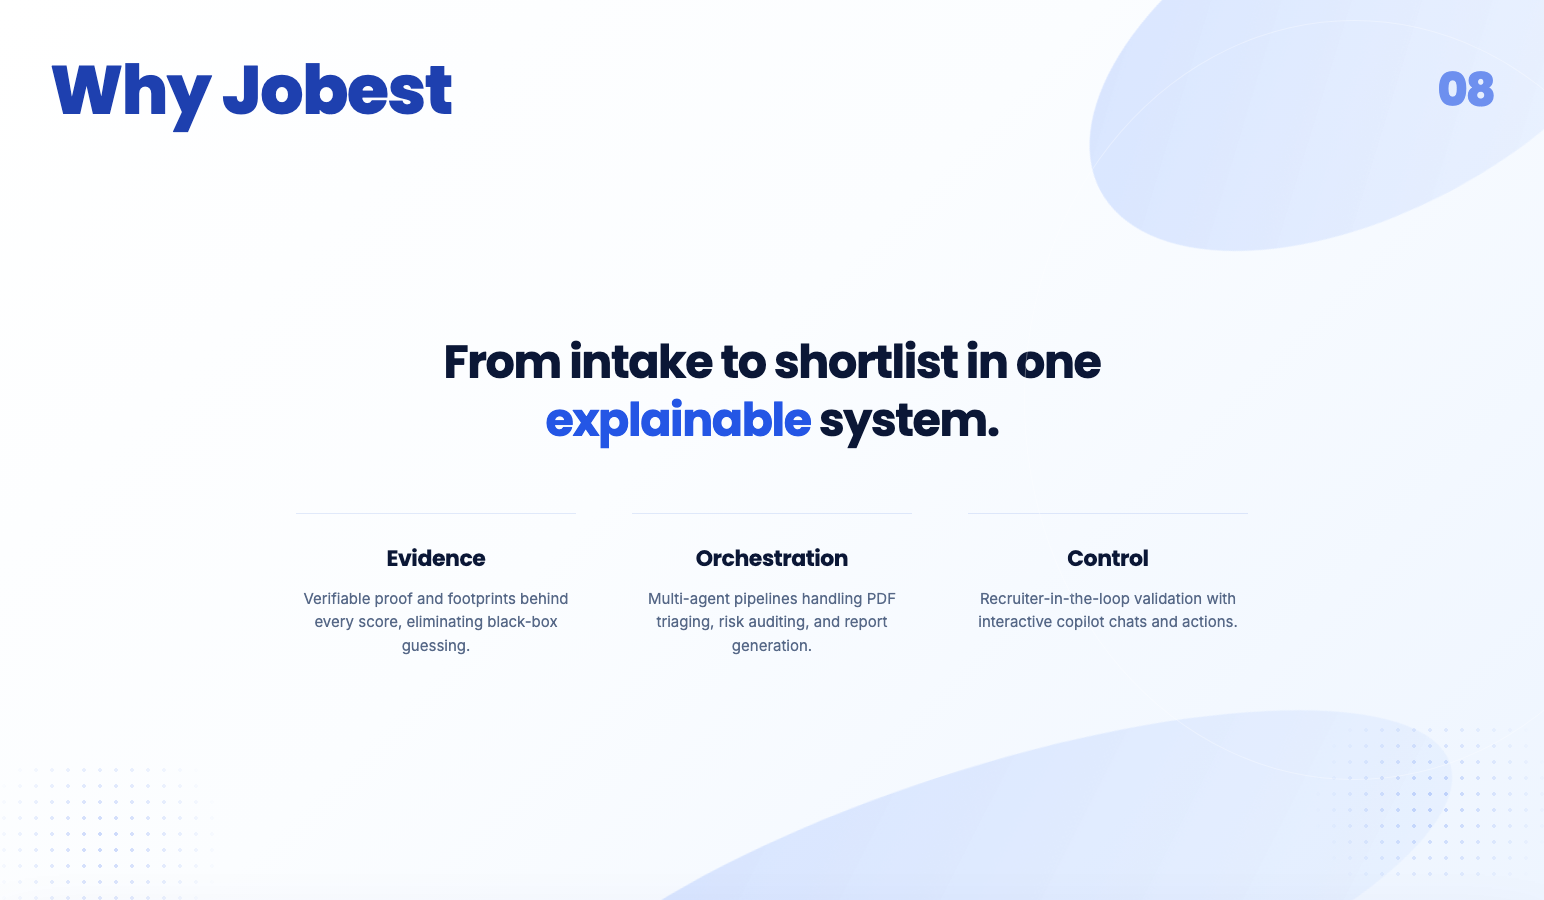 Why Jobest
08
From intake to shortlist in one
explainable system.
Evidence
Verifiable proof and footprints behind
every score, eliminating black-box
guessing.
Orchestration
Multi-agent pipelines handling PDF
triaging, risk auditing, and report
generation.
Control
Recruiter-in-the-loop validation with
interactive copilot chats and actions.